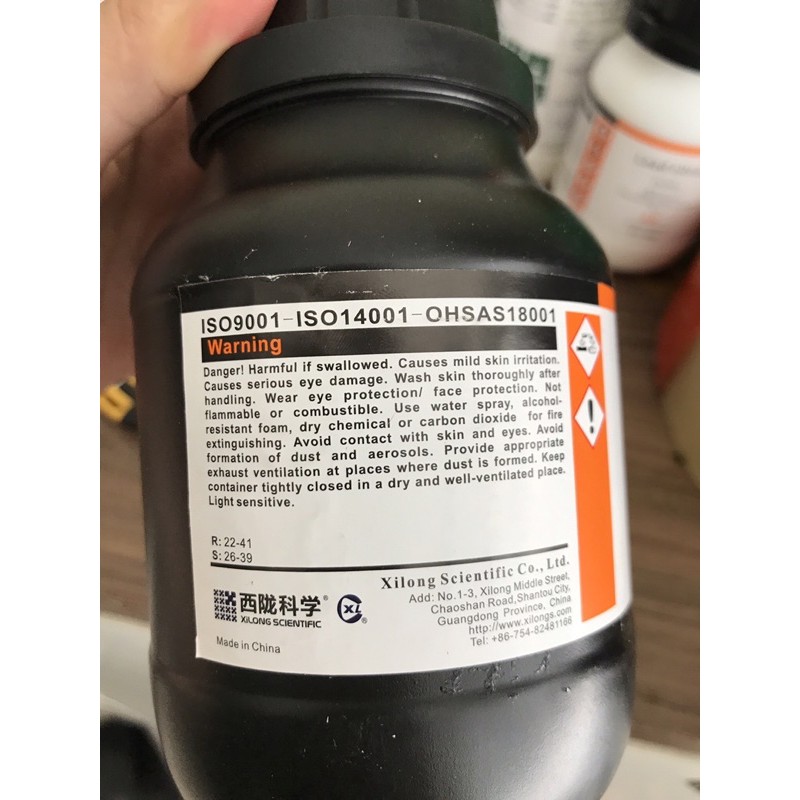 ISO9001-ISO14001-OHSAS18001
Warning
Danger! Harmful if swallowed. Causes mild skin irritation.
Causes serious eye damage. Wash skin thoroughly after
handling. Wear eye protection/ face protection. Not
flammable or combustible. Use water spray, alcohol-
resistant foam, dry chemical or carbon dioxide for fire
extinguishing. Avoid contact with skin and eyes. Avoid
formation of dust and aerosols. Provide appropriate
exhaust ventilation at places where dust is formed. Keep
container tightly closed in a dry and well-ventilated place.
Light sensitive.
R: 22-41
S: 26-39
Xilong Scientific Co., Ltd.
Add: No.1-3, Xilong Middle Street,
Chaoshan Road,Shantou City,
Guangdong Province, China
http://www.xilongs.com
Tel: +86-754-82481166
西陇科学®
XiLONG SCIENTIFIC
XL®
Made in China